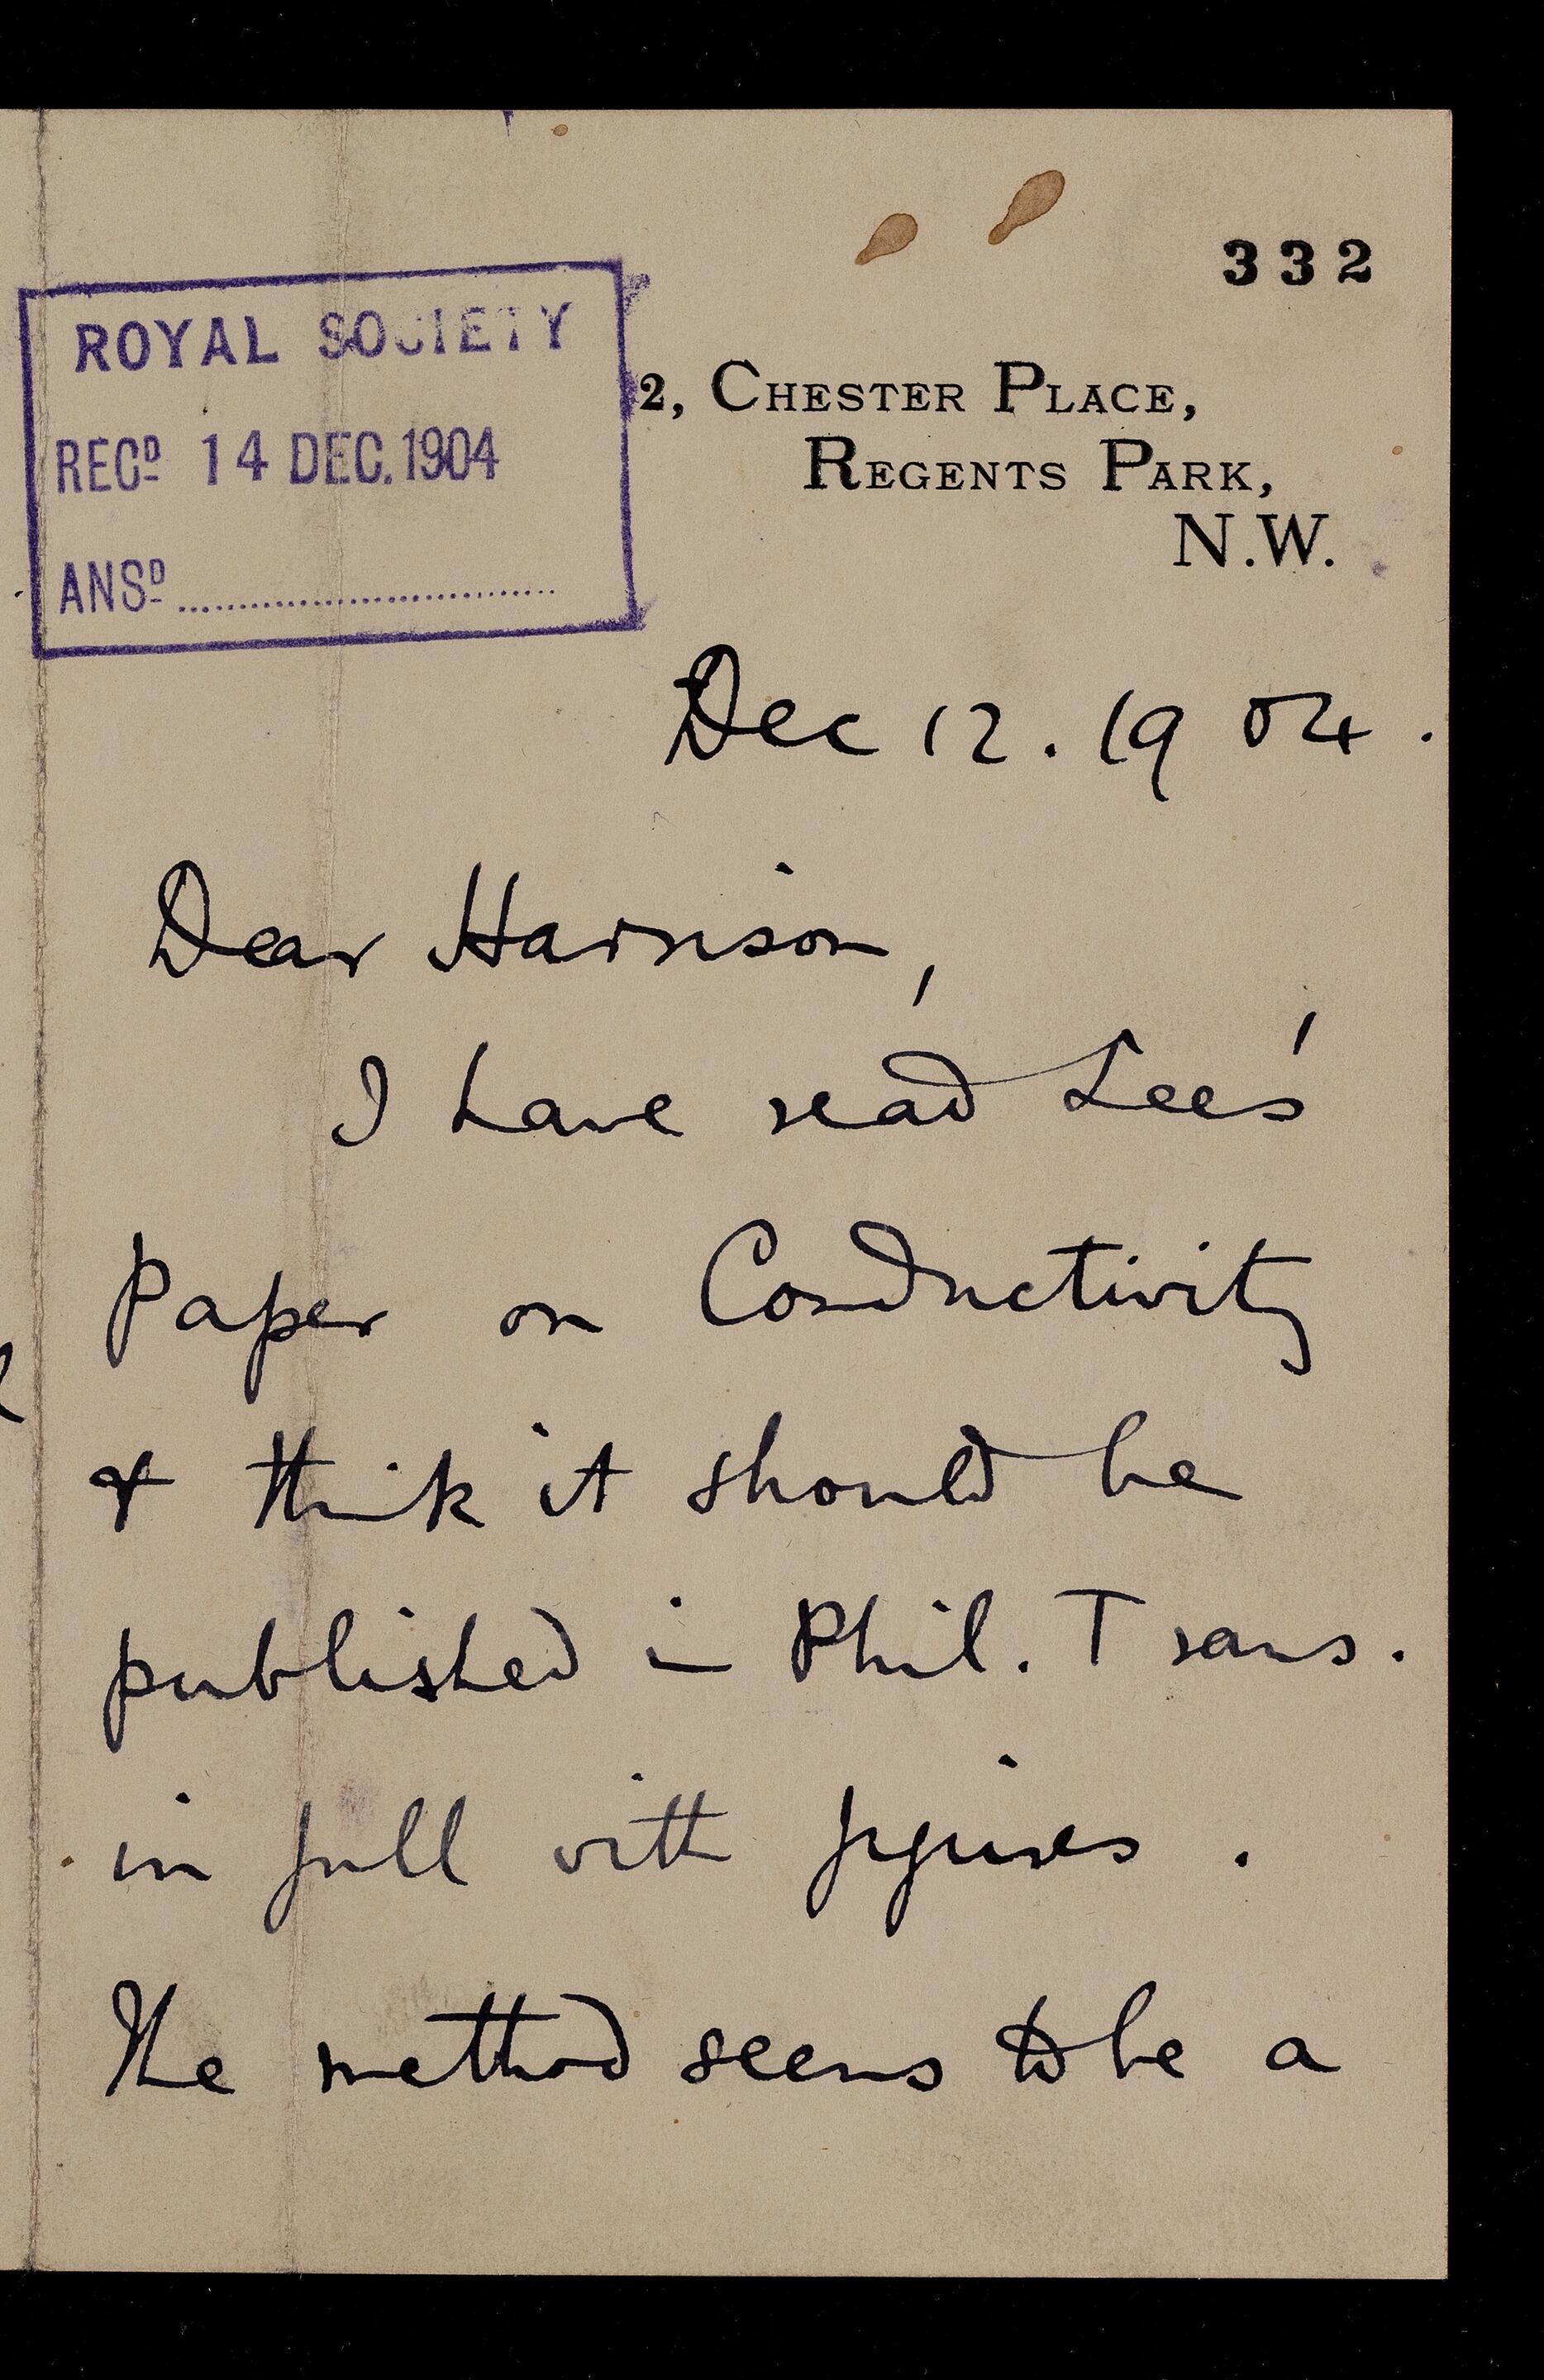 332
ROYAL SOCIETY
RECD 14 DEC. 1904
ANSD
2, CHESTER PLACE,
REGENTS PARK,
N.W.
Dec 12. 1904.
Dear Harrison,
I have read Lees'
Paper on Conductivity
& think it should be
published in Phil. Trans.
in full with figures.
The method seems to be a